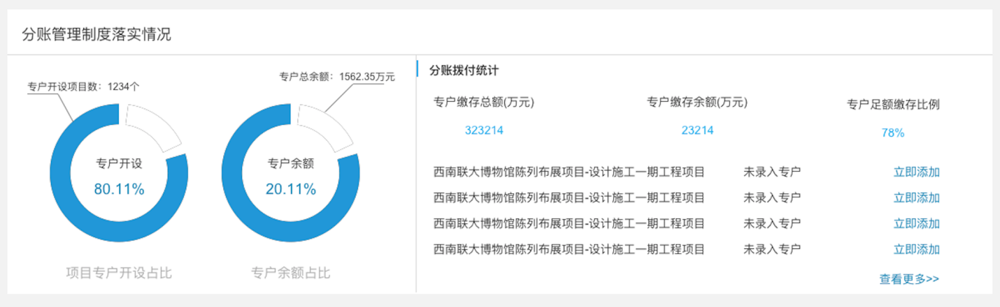 分账管理制度落实情况
专户开设项目数：1234个
专户总余额：1562.35万元
专户开设
80.11%
项目专户开设占比
专户余额
20.11%
专户余额占比
分账拨付统计
专户缴存总额(万元) 专户缴存余额(万元) 专户足额缴存比例
323214 23214 78%
西南联大博物馆陈列布展项目-设计施工一期工程项目 未录入专户 立即添加
西南联大博物馆陈列布展项目-设计施工一期工程项目 未录入专户 立即添加
西南联大博物馆陈列布展项目-设计施工一期工程项目 未录入专户 立即添加
西南联大博物馆陈列布展项目-设计施工一期工程项目 未录入专户 立即添加
查看更多>>